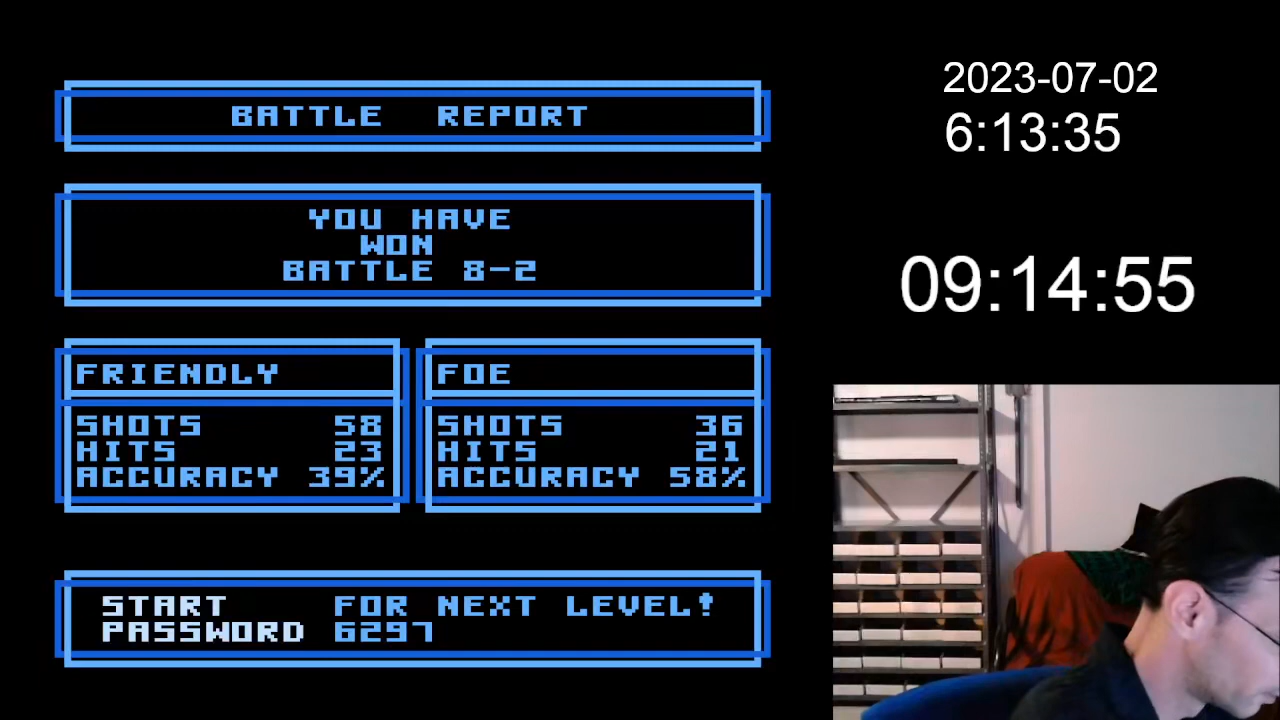 BATTLE REPORT
YOU HAVE
WON
BATTLE 8-2
FRIENDLY
SHOTS 58
HITS 23
ACCURACY 39%
FOE
SHOTS 36
HITS 21
ACCURACY 58%
START FOR NEXT LEVEL!
PASSWORD 6297
2023-07-02
6:13:35
09:14:55